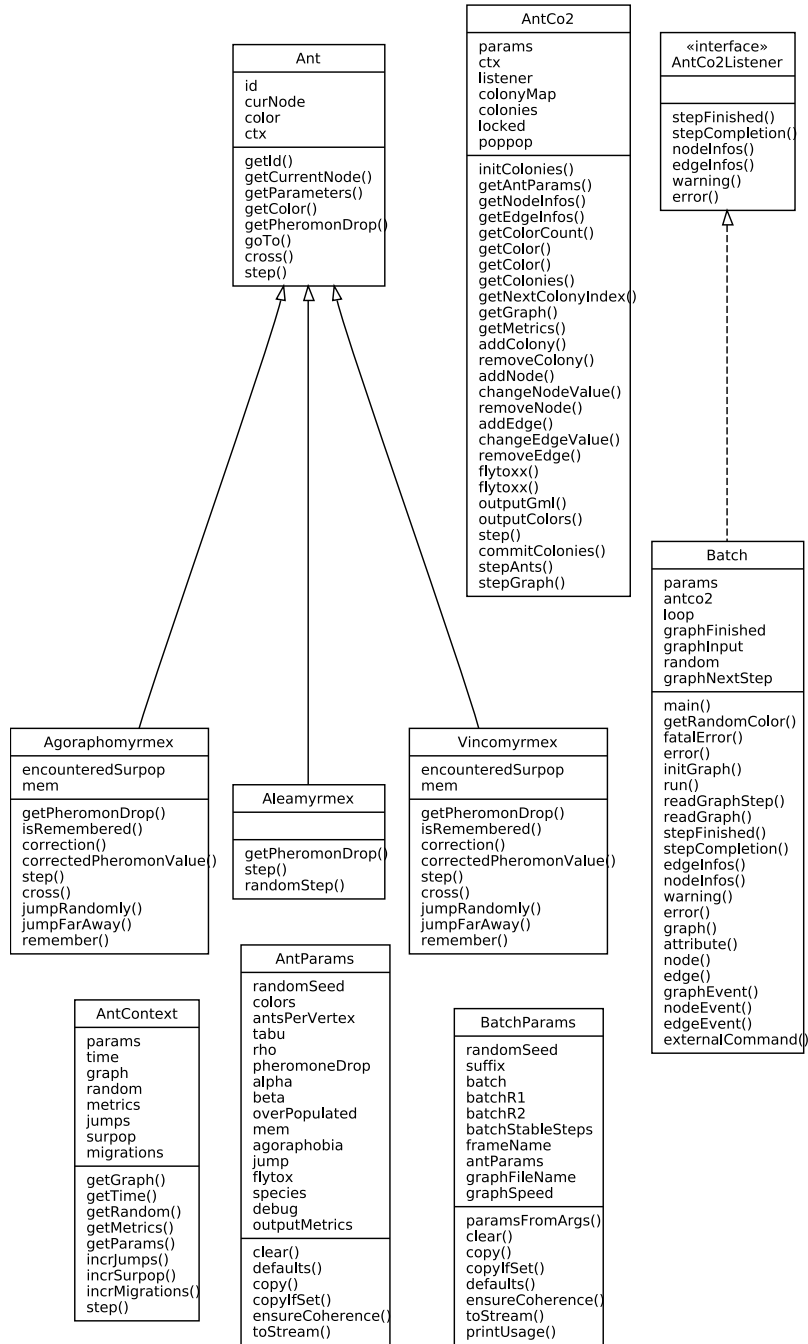 Ant
id
curNode
color
ctx
getId()
getCurrentNode()
getParameters()
getColor()
getPheromonDrop()
goTo()
cross()
step()
AntCo2
params
ctx
listener
colonyMap
colonies
locked
poppop
initColonies()
getAntParams()
getNodeInfos()
getEdgeInfos()
getColorCount()
getColor()
getColor()
getColonies()
getNextColonyIndex()
getGraph()
getMetrics()
addColony()
removeColony()
addNode()
changeNodeValue()
removeNode()
addEdge()
changeEdgeValue()
removeEdge()
flytoxx()
flytoxx()
outputGml()
outputColors()
step()
commitColonies()
stepAnts()
stepGraph()
«interface»
AntCo2Listener
stepFinished()
stepCompletion()
nodeInfos()
edgeInfos()
warning()
error()
Batch
params
antco2
loop
graphFinished
graphInput
random
graphNextStep
main()
getRandomColor()
fatalError()
error()
initGraph()
run()
readGraphStep()
readGraph()
stepFinished()
stepCompletion()
edgeInfos()
nodeInfos()
warning()
error()
graph()
attribute()
node()
edge()
graphEvent()
nodeEvent()
edgeEvent()
externalCommand()
Agoraphomyrmex
encounteredSurpop
mem
getPheromonDrop()
isRemembered()
correction()
correctedPheromonValue()
step()
cross()
jumpRandomly()
jumpFarAway()
remember()
Aleamyrmex
getPheromonDrop()
step()
randomStep()
Vincomyrmex
encounteredSurpop
mem
getPheromonDrop()
isRemembered()
correction()
correctedPheromonValue()
step()
cross()
jumpRandomly()
jumpFarAway()
remember()
AntContext
params
time
graph
random
metrics
jumps
surpop
migrations
getGraph()
getTime()
getRandom()
getMetrics()
getParams()
incrJumps()
incrSurpop()
incrMigrations()
step()
AntParams
randomSeed
colors
antsPerVertex
tabu
rho
pheromoneDrop
alpha
beta
overPopulated
mem
agoraphobia
jump
flytox
species
debug
outputMetrics
clear()
defaults()
copy()
copyIfSet()
ensureCoherence()
toStream()
BatchParams
randomSeed
suffix
batch
batchR1
batchR2
batchStableSteps
frameName
antParams
graphFileName
graphSpeed
paramsFromArgs()
clear()
copy()
copyIfSet()
defaults()
ensureCoherence()
toStream()
printUsage()